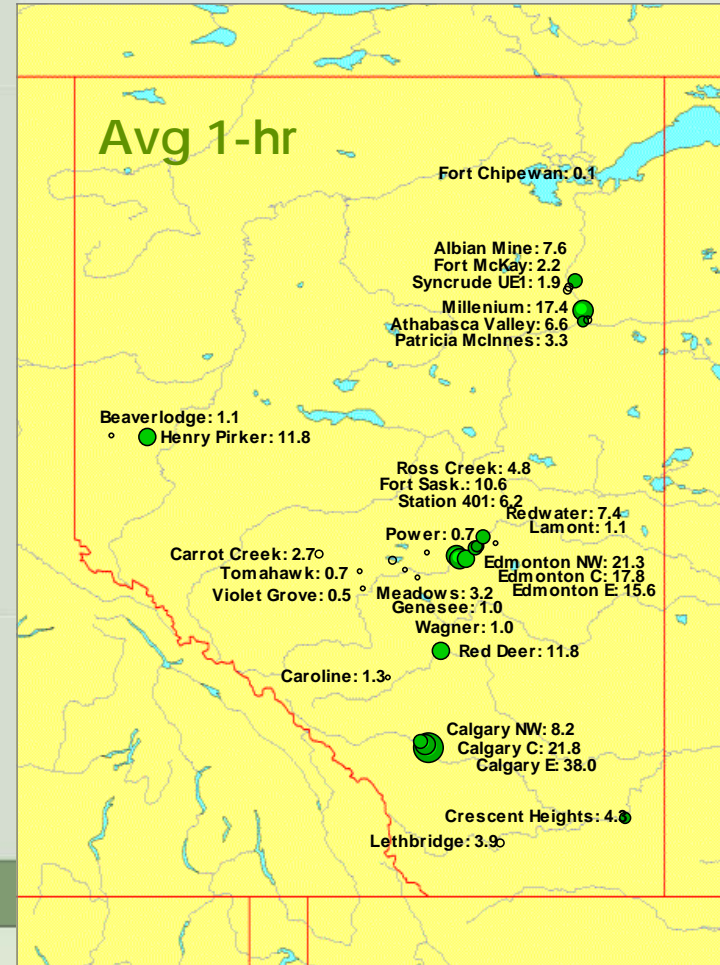 Avg 1-hr
Fort Chipewan: 0.1
Albian Mine: 7.6
Fort McKay: 2.2
Syncrude UE1: 1.9
Millenium: 17.4
Athabasca Valley: 6.6
Patricia McInnes: 3.3
Beaverlodge: 1.1
Henry Pirker: 11.8
Ross Creek: 4.8
Fort Sask.: 10.6
Station 401: 6.2
Redwater: 7.4
Lamont: 1.1
Power: 0.7
Carrot Creek: 2.7
Edmonton NW: 21.3
Tomahawk: 0.7
Edmonton C: 17.8
Edmonton E: 15.6
Violet Grove: 0.5
Meadows: 3.2
Genesee: 1.0
Wagner: 1.0
Red Deer: 11.8
Caroline: 1.3
Calgary NW: 8.2
Calgary C: 21.8
Calgary E: 38.0
Crescent Heights: 4.3
Lethbridge: 3.9